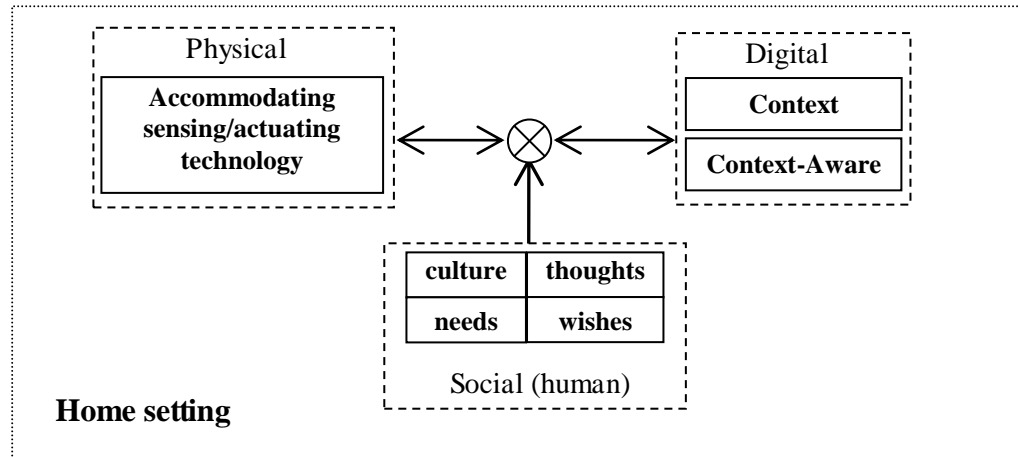 Physical
Accommodating
sensing/actuating
technology
Digital
Context
Context-Aware
culture
thoughts
needs
wishes
Social (human)
Home setting